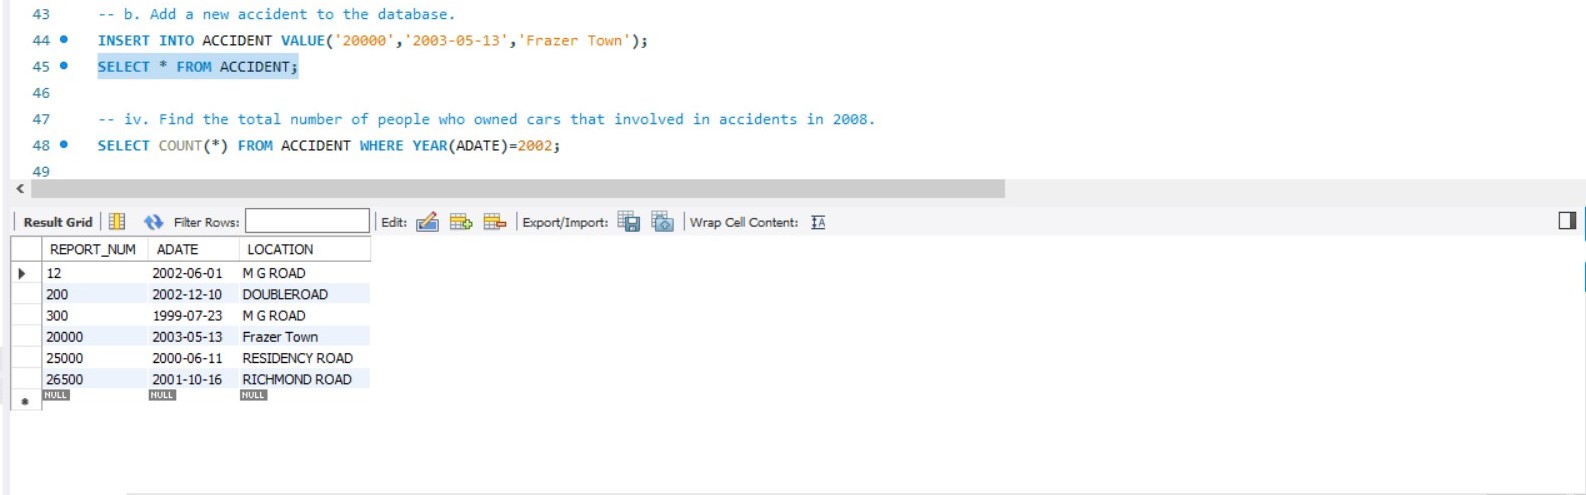 43 -- b. Add a new accident to the database.
44 INSERT INTO ACCIDENT VALUE('20000','2003-05-13','Frazer Town');
45 SELECT * FROM ACCIDENT;
46
47 -- iv. Find the total number of people who owned cars that involved in accidents in 2008.
48 SELECT COUNT(*) FROM ACCIDENT WHERE YEAR(ADATE)=2002;
49
Result Grid Filter Rows: Edit: Export/Import: Wrap Cell Content: IA
REPORT_NUM ADATE LOCATION
12 2002-06-01 M G ROAD
200 2002-12-10 DOUBLEROAD
300 1999-07-23 M G ROAD
20000 2003-05-13 Frazer Town
25000 2000-06-11 RESIDENCY ROAD
26500 2001-10-16 RICHMOND ROAD
NULL NULL NULL